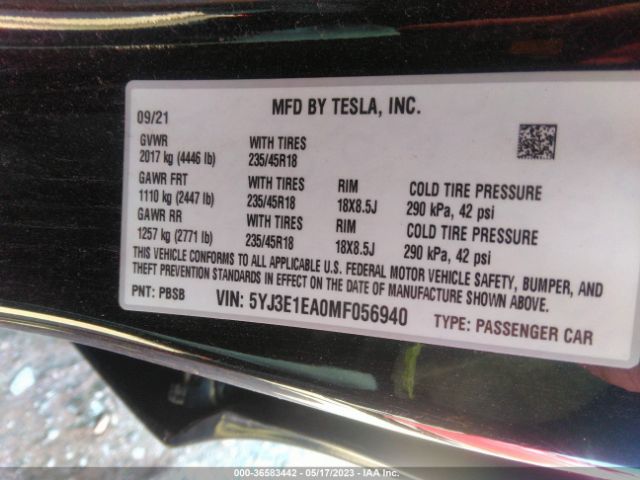 MFD BY TESLA, INC.
09/21
GVWR WITH TIRES
2017 kg (4446 lb) 235/45R18
GAWR FRT WITH TIRES RIM COLD TIRE PRESSURE
1110 kg (2447 lb) 235/45R18 18X8.5J 290 kPa, 42 psi
GAWR RR WITH TIRES RIM COLD TIRE PRESSURE
1257 kg (2771 lb) 235/45R18 18X8.5J 290 kPa, 42 psi
THIS VEHICLE CONFORMS TO ALL APPLICABLE U.S. FEDERAL MOTOR VEHICLE SAFETY, BUMPER, AND
THEFT PREVENTION STANDARDS IN EFFECT ON THE DATE OF MANUFACTURE SHOWN ABOVE.
PNT: PBSB VIN: 5YJ3E1EA0MF056940 TYPE: PASSENGER CAR
000-36583442 - 05/17/2023 - IAA Inc.